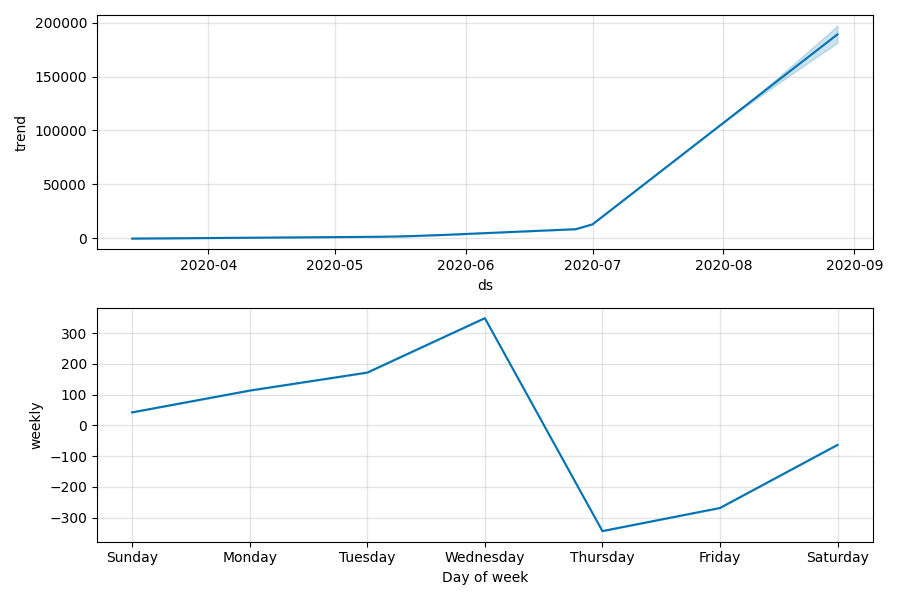 200000
150000
100000
50000
0
trend
2020-04 2020-05 2020-06 2020-07 2020-08 2020-09
ds
300
200
100
0
−100
−200
−300
weekly
Sunday Monday Tuesday Wednesday Thursday Friday Saturday
Day of week